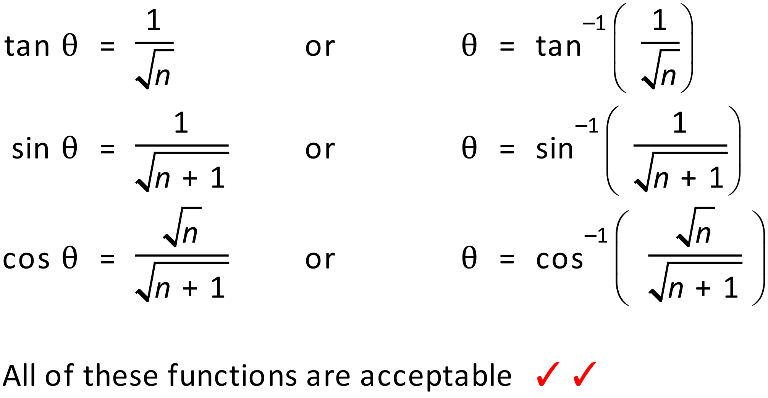 tan θ = 1/√n or θ = tan⁻¹(1/√n)
sin θ = 1/√(n + 1) or θ = sin⁻¹(1/√(n + 1))
cos θ = √n/√(n + 1) or θ = cos⁻¹(√n/√(n + 1))
All of these functions are acceptable ✓ ✓